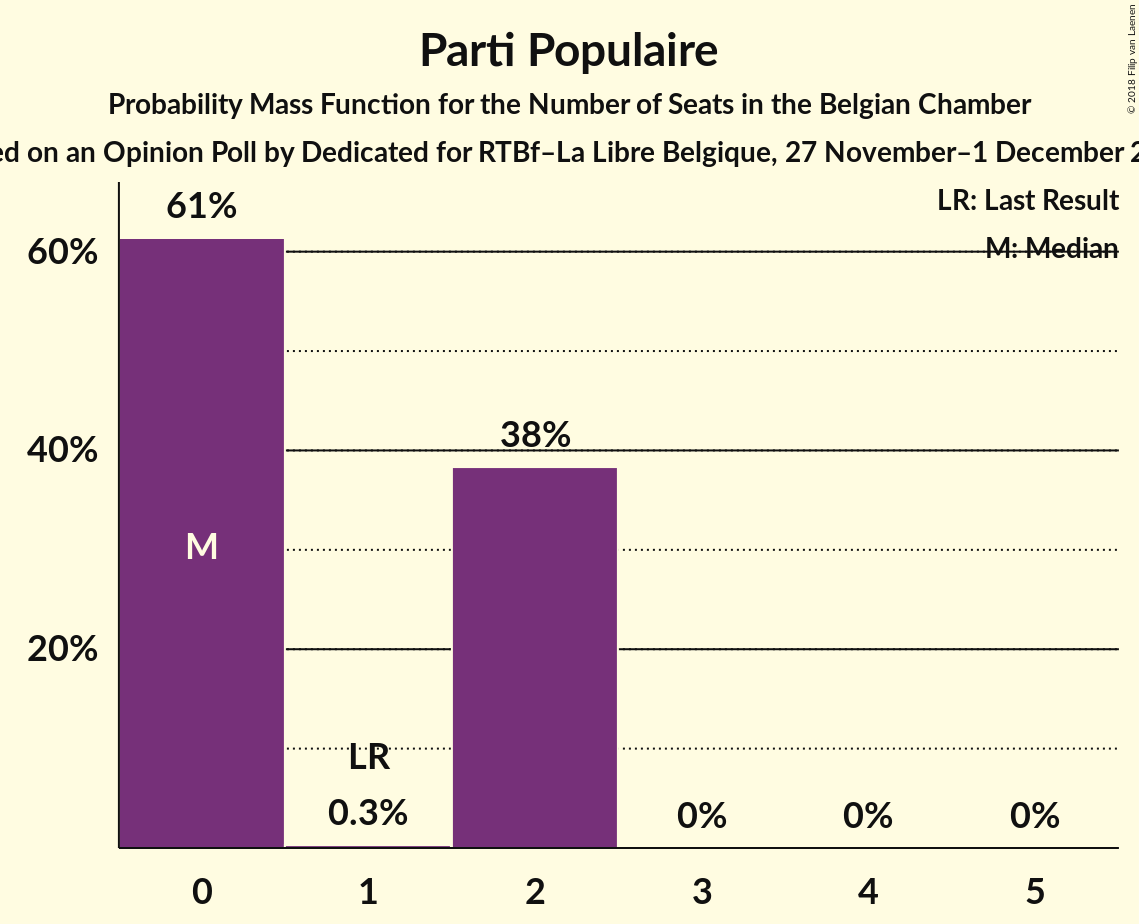 Parti Populaire
Probability Mass Function for the Number of Seats in the Belgian Chamber
on an Opinion Poll by Dedicated for RTBf–La Libre Belgique, 27 November–1 December
© 2018 Filip van Laenen
LR: Last Result
M: Median
61%
60%
38%
40%
M
20%
LR
0.3%
0%
0%
0%
0
1
2
3
4
5